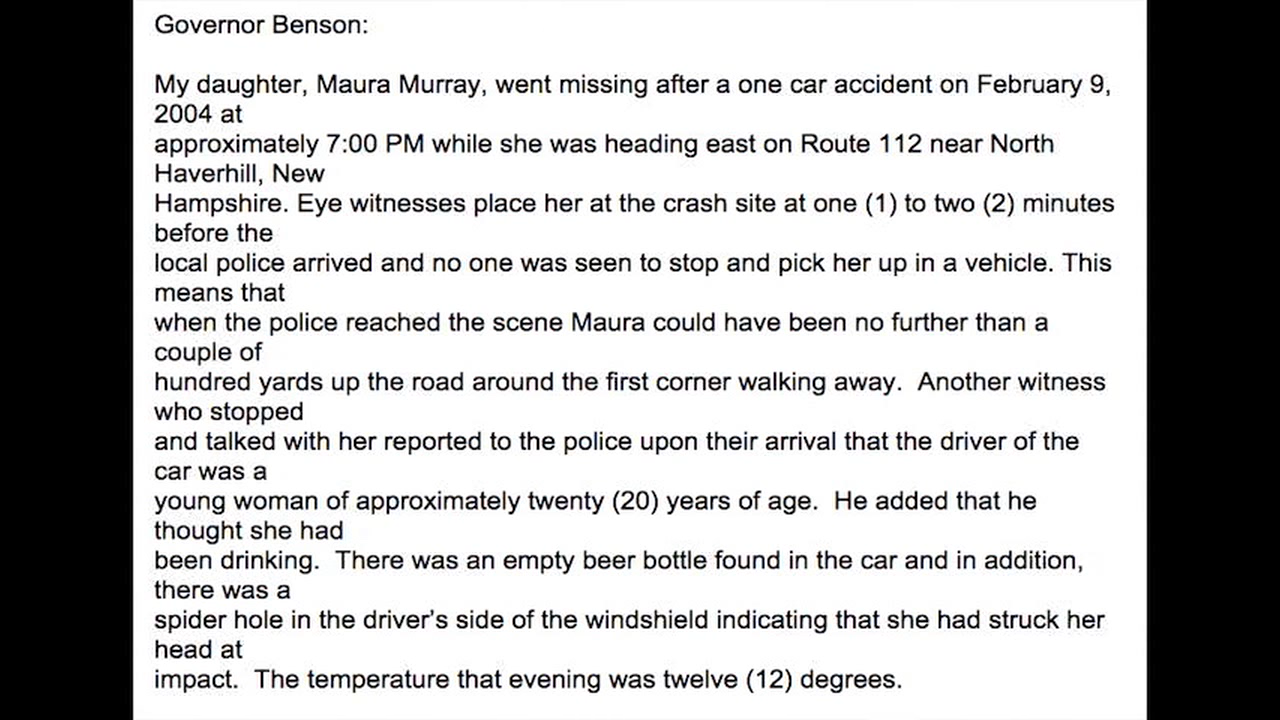 Governor Benson:
My daughter, Maura Murray, went missing after a one car accident on February 9,
2004 at
approximately 7:00 PM while she was heading east on Route 112 near North
Haverhill, New
Hampshire. Eye witnesses place her at the crash site at one (1) to two (2) minutes
before the
local police arrived and no one was seen to stop and pick her up in a vehicle. This
means that
when the police reached the scene Maura could have been no further than a
couple of
hundred yards up the road around the first corner walking away.  Another witness
who stopped
and talked with her reported to the police upon their arrival that the driver of the
car was a
young woman of approximately twenty (20) years of age.  He added that he
thought she had
been drinking.  There was an empty beer bottle found in the car and in addition,
there was a
spider hole in the driver's side of the windshield indicating that she had struck her
head at
impact.  The temperature that evening was twelve (12) degrees.